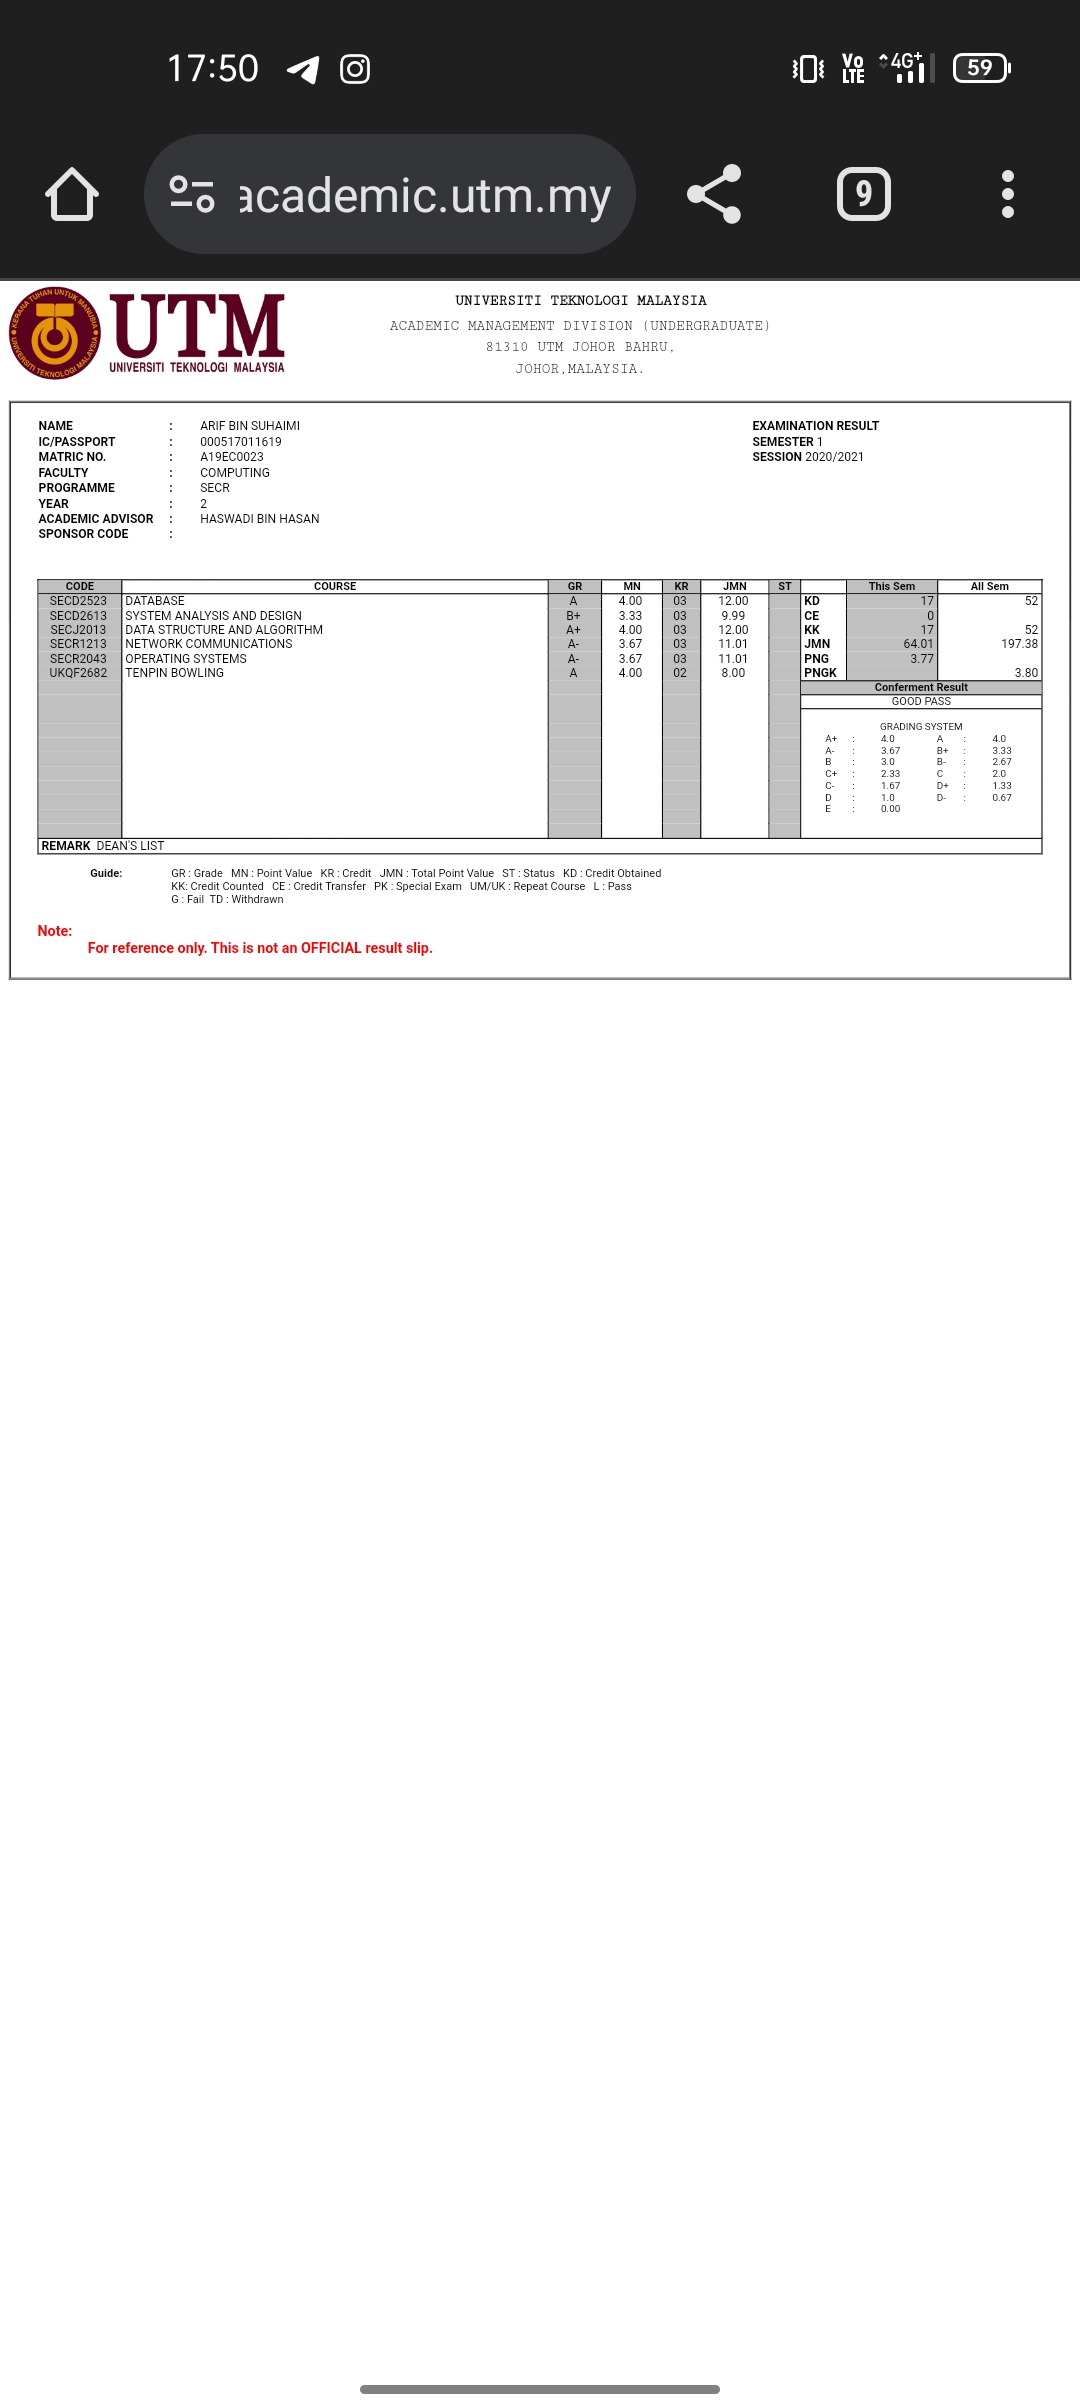 17:50 Vo LTE 4G+ 59
academic.utm.my 9
KERANA TUHAN UNTUK MANUSIA
UNIVERSITI TEKNOLOGI MALAYSIA
UTM
UNIVERSITI TEKNOLOGI MALAYSIA
UNIVERSITI TEKNOLOGI MALAYSIA
ACADEMIC MANAGEMENT DIVISION (UNDERGRADUATE)
81310 UTM JOHOR BAHRU,
JOHOR,MALAYSIA.
NAME : ARIF BIN SUHAIMI EXAMINATION RESULT
IC/PASSPORT : 000517011619 SEMESTER 1
MATRIC NO. : A19EC0023 SESSION 2020/2021
FACULTY : COMPUTING
PROGRAMME : SECR
YEAR : 2
ACADEMIC ADVISOR : HASWADI BIN HASAN
SPONSOR CODE :
CODE COURSE GR MN KR JMN ST This Sem All Sem
SECD2523 DATABASE A 4.00 03 12.00 KD 17 52
SECD2613 SYSTEM ANALYSIS AND DESIGN B+ 3.33 03 9.99 CE 0
SECJ2013 DATA STRUCTURE AND ALGORITHM A+ 4.00 03 12.00 KK 17 52
SECR1213 NETWORK COMMUNICATIONS A- 3.67 03 11.01 JMN 64.01 197.38
SECR2043 OPERATING SYSTEMS A- 3.67 03 11.01 PNG 3.77
UKQF2682 TENPIN BOWLING A 4.00 02 8.00 PNGK 3.80
Conferment Result
GOOD PASS
GRADING SYSTEM
A+ : 4.0 A : 4.0
A- : 3.67 B+ : 3.33
B : 3.0 B- : 2.67
C+ : 2.33 C : 2.0
C- : 1.67 D+ : 1.33
D : 1.0 D- : 0.67
E : 0.00
REMARK DEAN'S LIST
Guide: GR : Grade MN : Point Value KR : Credit JMN : Total Point Value ST : Status KD : Credit Obtained
KK: Credit Counted CE : Credit Transfer PK : Special Exam UM/UK : Repeat Course L : Pass
G : Fail TD : Withdrawn
Note:
For reference only. This is not an OFFICIAL result slip.